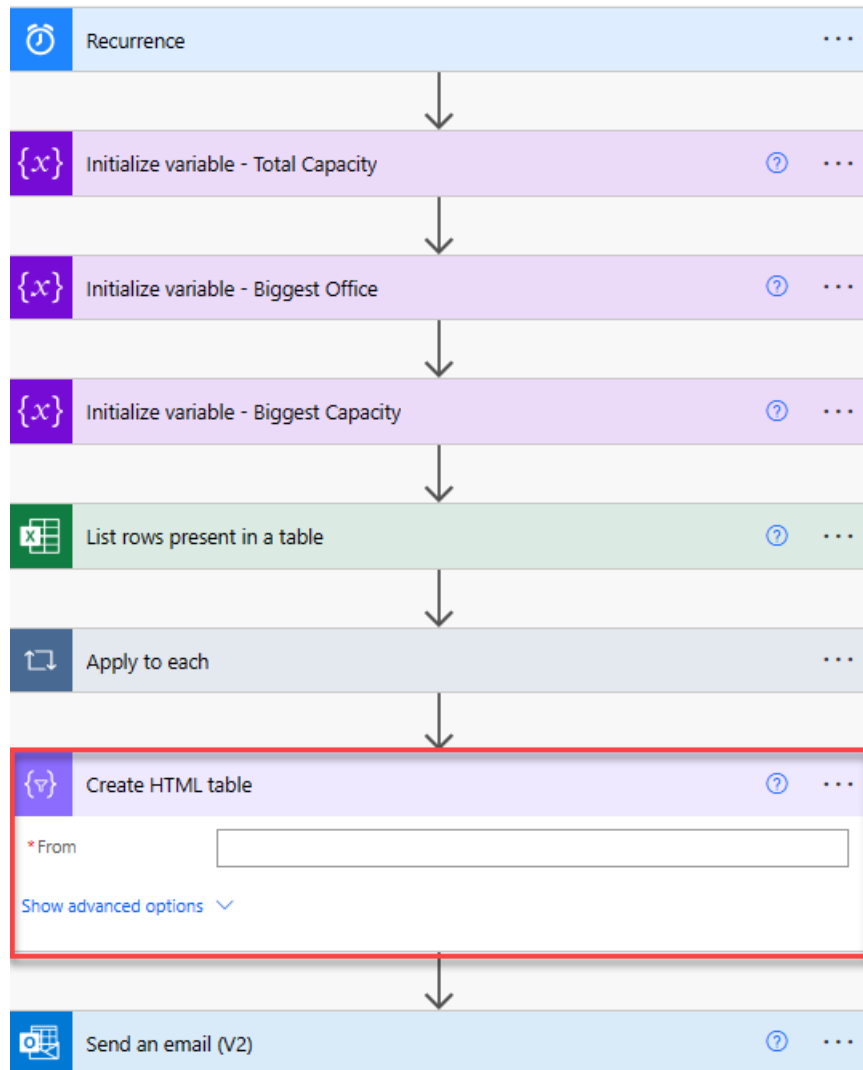 Recurrence
{x} Initialize variable - Total Capacity
{x} Initialize variable - Biggest Office
{x} Initialize variable - Biggest Capacity
List rows present in a table
Apply to each
Create HTML table
*From
Show advanced options
Send an email (V2)